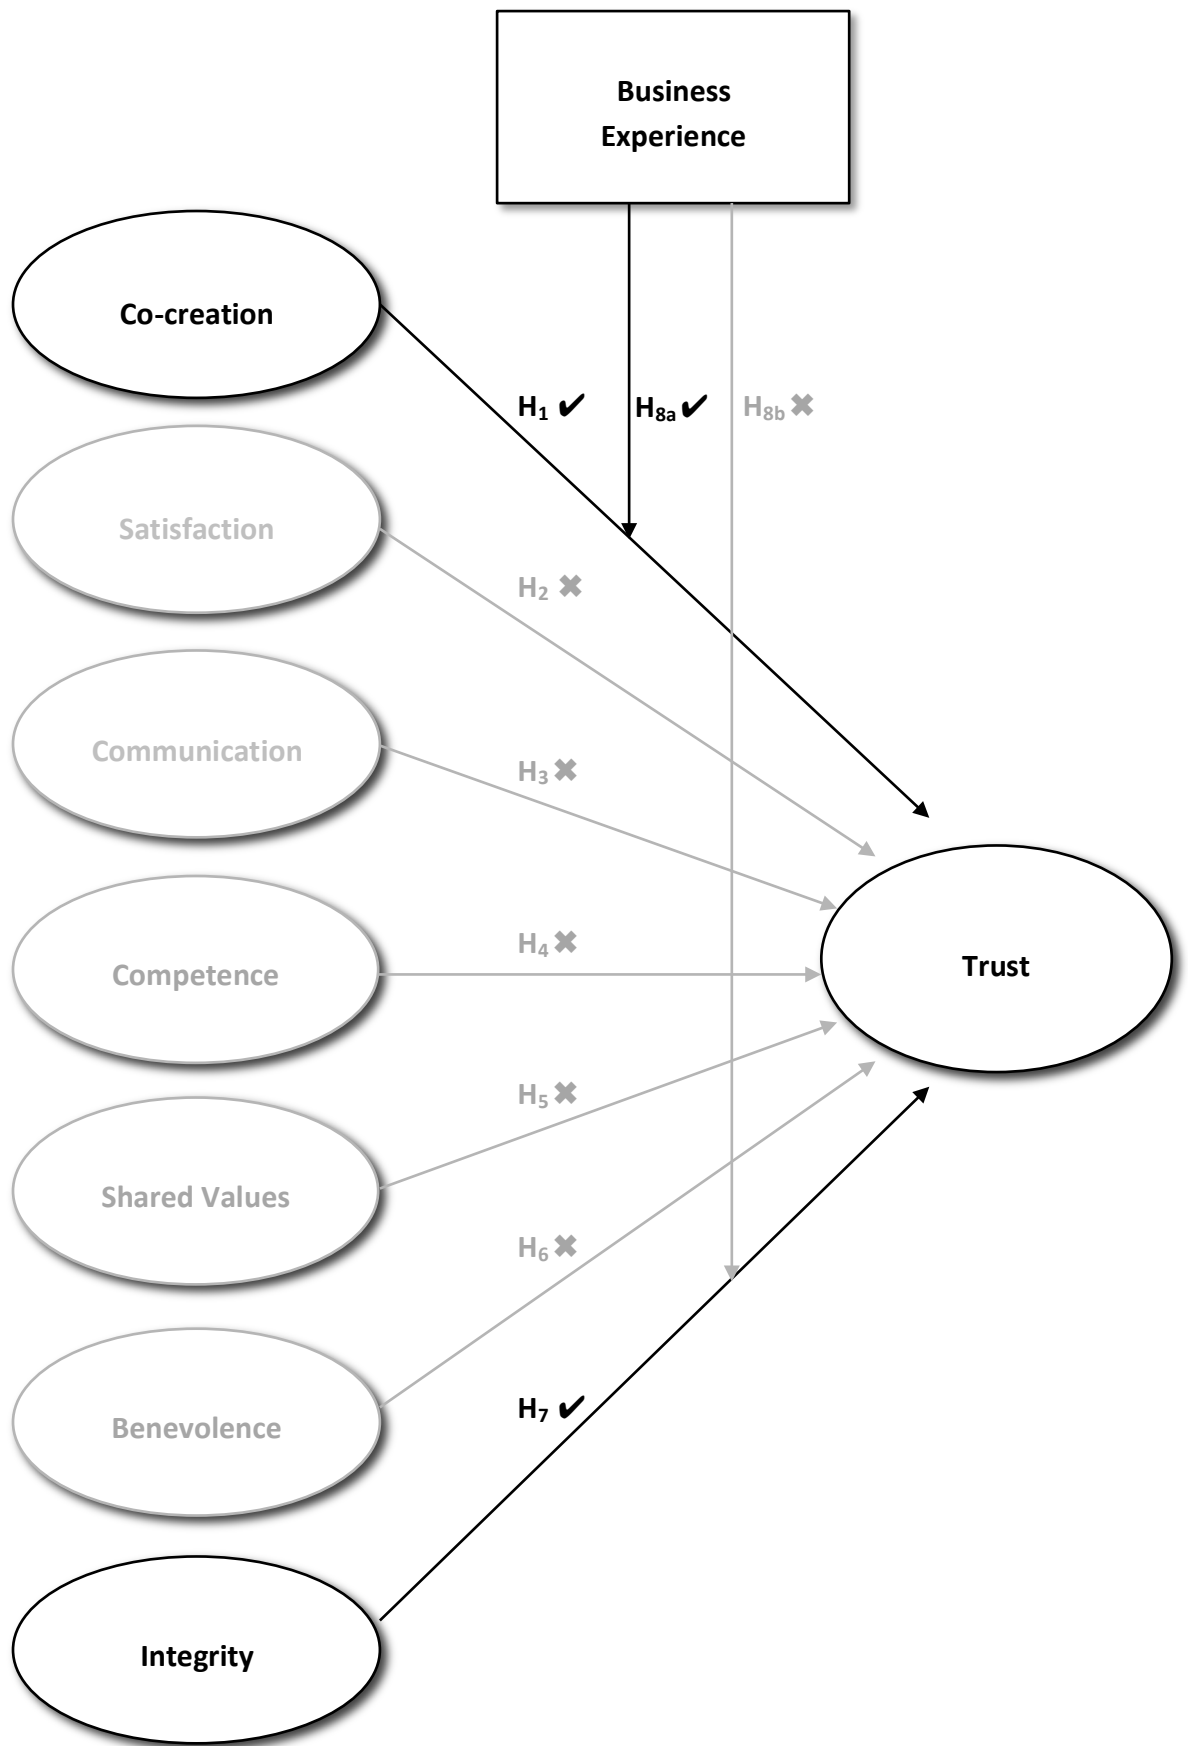 Business
Experience
Co-creation
H₁ ✔
H₈ₐ ✔
H₈b ✖
Satisfaction
H₂ ✖
Communication
H₃ ✖
Competence
H₄ ✖
Trust
Shared Values
H₅ ✖
H₆ ✖
Benevolence
H₇ ✔
Integrity